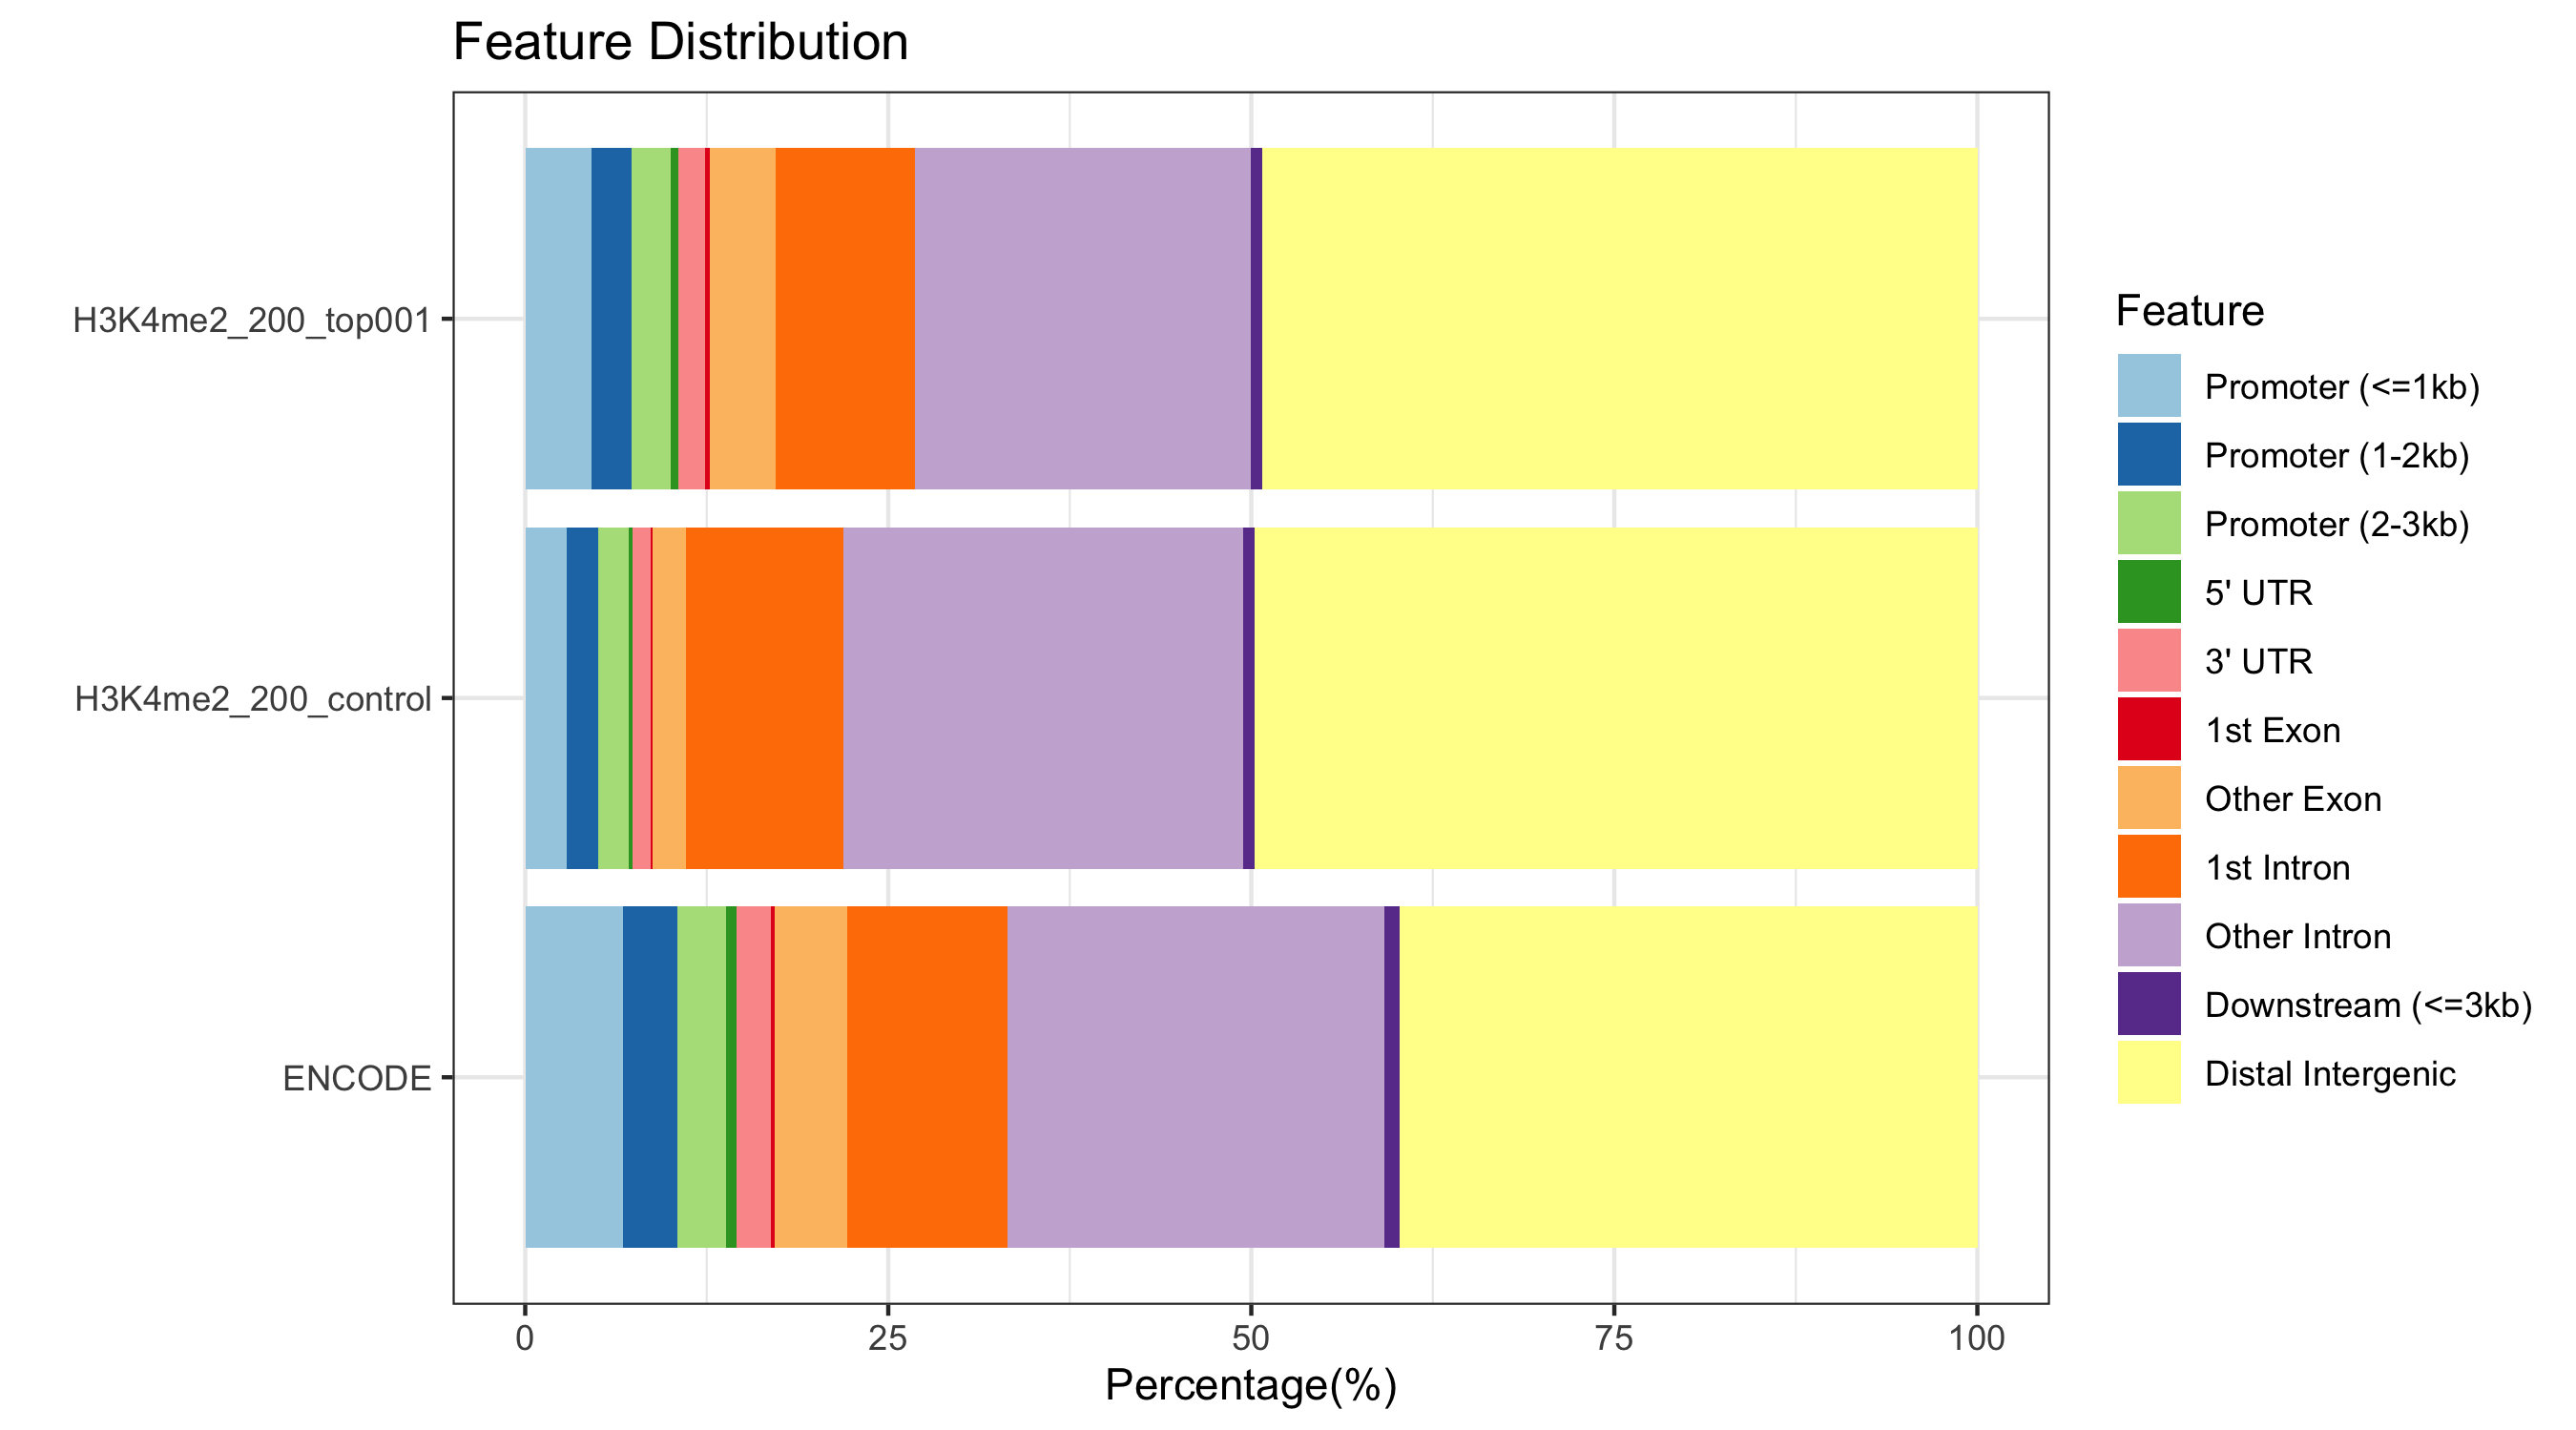 Feature Distribution
H3K4me2_200_top001
H3K4me2_200_control
ENCODE
0 25 50 75 100
Percentage(%)
Feature
Promoter (<=1kb)
Promoter (1-2kb)
Promoter (2-3kb)
5' UTR
3' UTR
1st Exon
Other Exon
1st Intron
Other Intron
Downstream (<=3kb)
Distal Intergenic